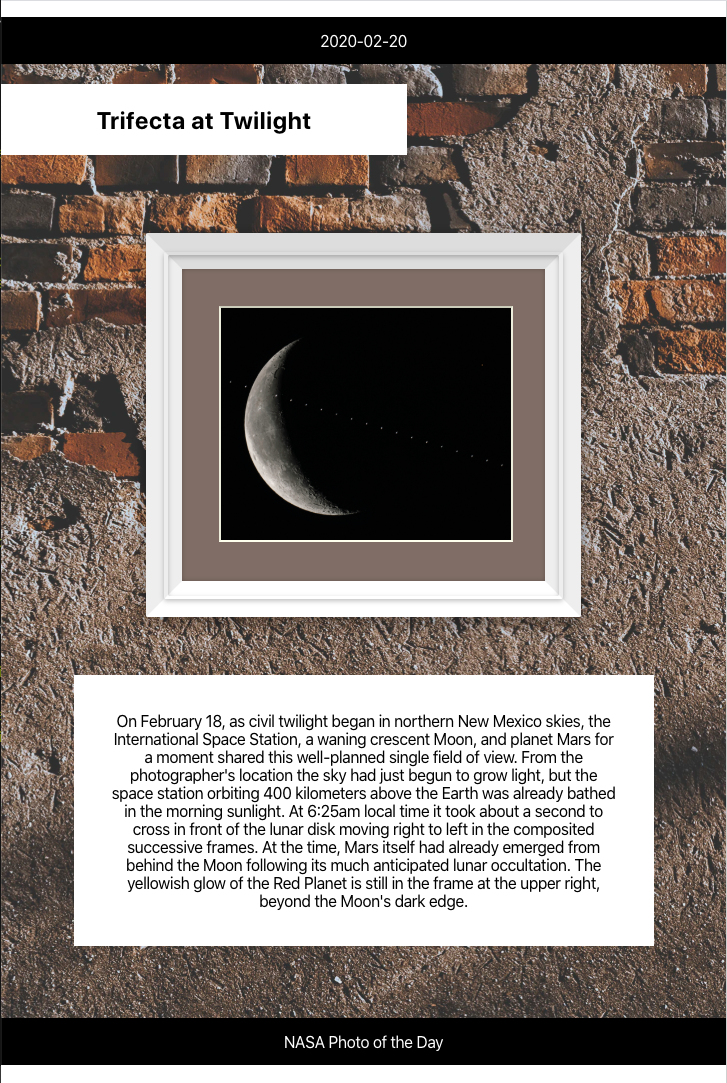 2020-02-20
Trifecta at Twilight
On February 18, as civil twilight began in northern New Mexico skies, the
International Space Station, a waning crescent Moon, and planet Mars for
a moment shared this well-planned single field of view. From the
photographer's location the sky had just begun to grow light, but the
space station orbiting 400 kilometers above the Earth was already bathed
in the morning sunlight. At 6:25am local time it took about a second to
cross in front of the lunar disk moving right to left in the composited
successive frames. At the time, Mars itself had already emerged from
behind the Moon following its much anticipated lunar occultation. The
yellowish glow of the Red Planet is still in the frame at the upper right,
beyond the Moon's dark edge.
NASA Photo of the Day